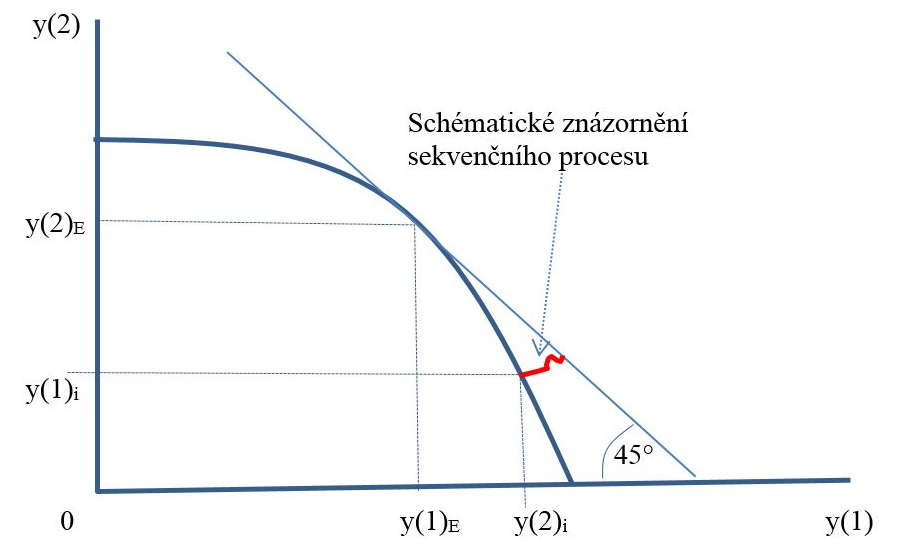 y(2)
Schématické znázornění
sekvenčního procesu
y(2)E
y(1)i
45°
0
y(1)E
y(2)i
y(1)